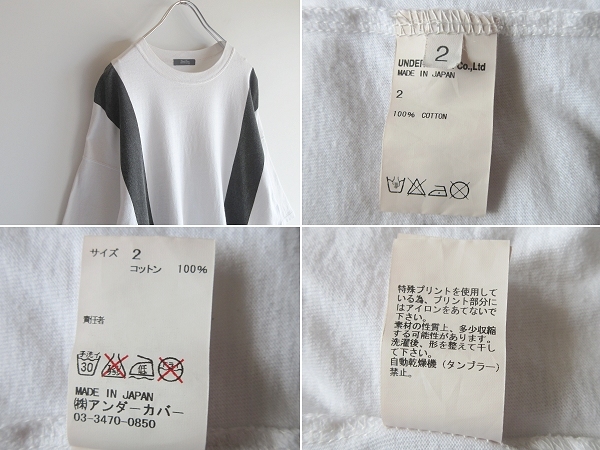 2
UNDER Co.,Ltd
MADE IN JAPAN
2
100% COTTON
サイズ 2
コットン 100%
責任者
手洗イ
30
低
MADE IN JAPAN
㈱アンダーカバー
03-3470-0850
特殊プリントを使用して
いる為、プリント部分に
はアイロンをあてないで
下さい。
素材の性質上、多少収縮
する可能性があります。
洗濯後、形を整えて干し
て下さい。
自動乾燥機（タンブラー）
禁止。